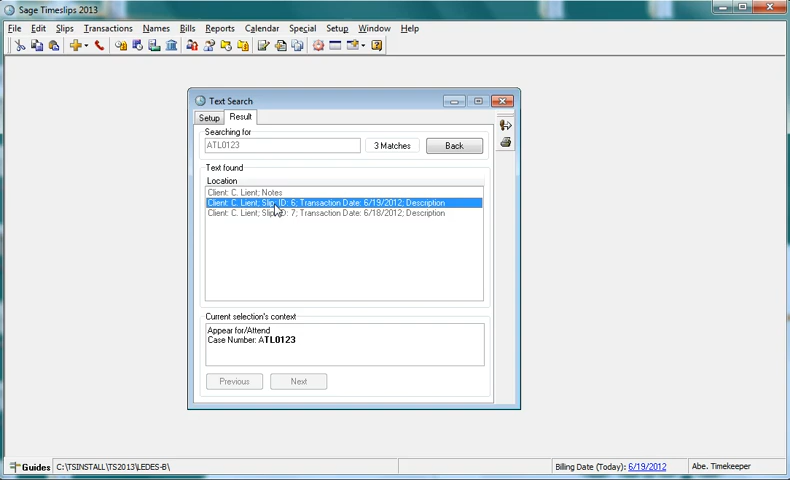 Sage Timeslips 2013
File Edit Slips Transactions Names Bills Reports Calendar Special Setup Window Help
Text Search
Setup Result
Searching for
ATL0123 3 Matches Back
Text found
Location
Client: C. Lient; Notes
Client: C. Lient; Slip ID: 6; Transaction Date: 6/19/2012; Description
Client: C. Lient; Slip ID: 7; Transaction Date: 6/18/2012; Description
Current selection's context
Appear for/Attend
Case Number: ATL0123
Previous Next
Guides C:\TSINSTALL\TS2013\LEDES-B\ Billing Date (Today): 6/19/2012 Abe. Timekeeper